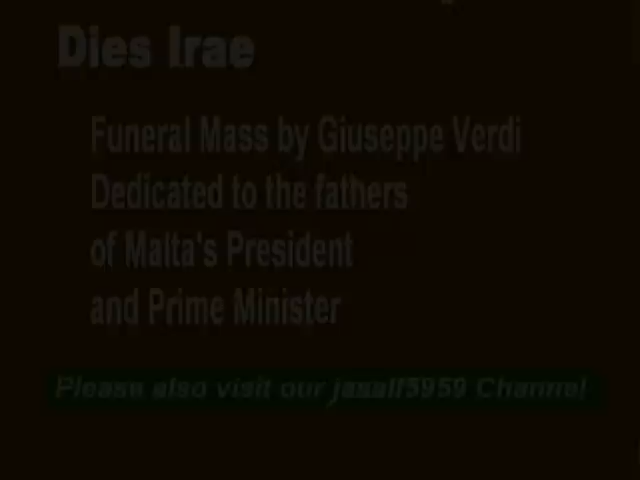 Dies Irae
Funeral Mass by Giuseppe Verdi
Dedicated to the fathers
of Malta's President
and Prime Minister
Please also visit our jasalf5959 Channel